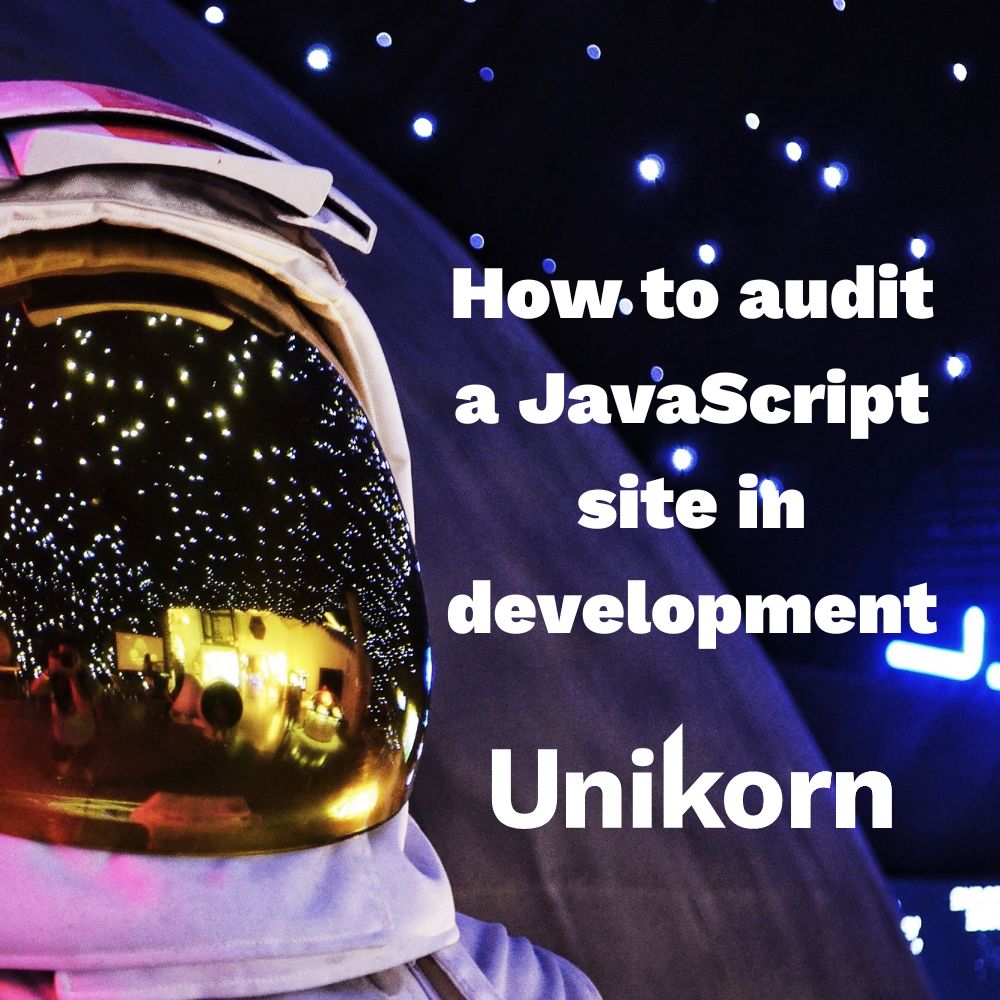 How to audit
a JavaScript
site in
development
Unikorn